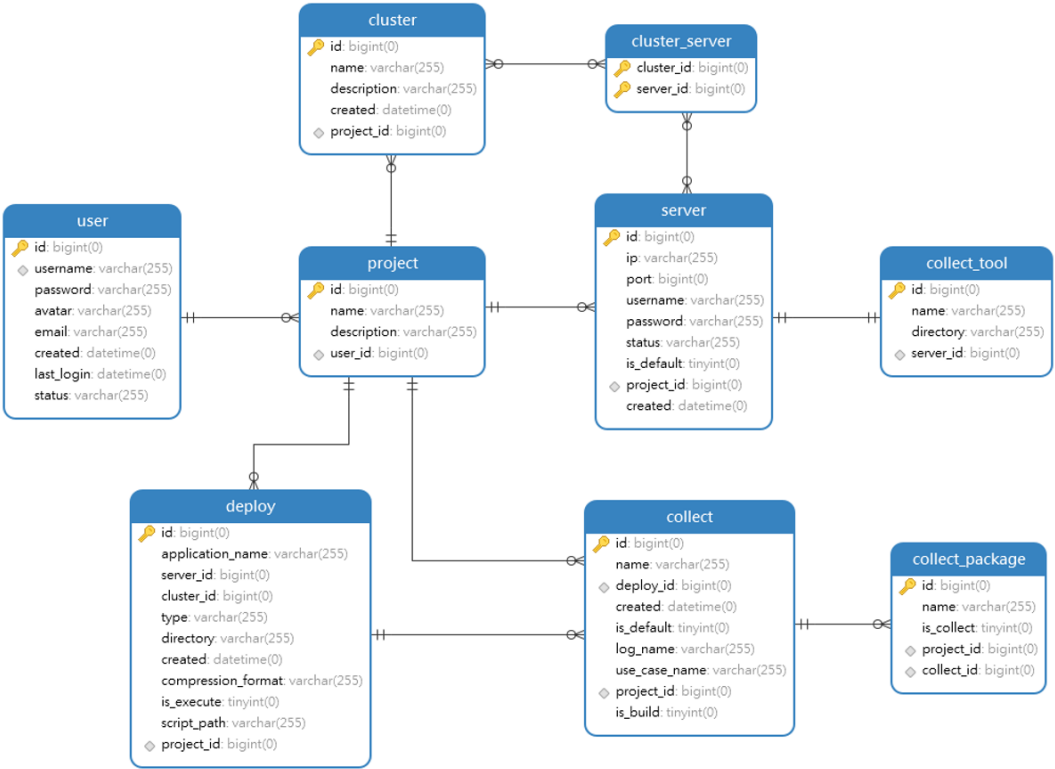 cluster
id: bigint(0)
name: varchar(255)
description: varchar(255)
created: datetime(0)
project_id: bigint(0)
cluster_server
cluster_id: bigint(0)
server_id: bigint(0)
user
id: bigint(0)
username: varchar(255)
password: varchar(255)
avatar: varchar(255)
email: varchar(255)
created: datetime(0)
last_login: datetime(0)
status: varchar(255)
project
id: bigint(0)
name: varchar(255)
description: varchar(255)
user_id: bigint(0)
server
id: bigint(0)
ip: varchar(255)
port: bigint(0)
username: varchar(255)
password: varchar(255)
status: varchar(255)
is_default: tinyint(0)
project_id: bigint(0)
created: datetime(0)
collect_tool
id: bigint(0)
name: varchar(255)
directory: varchar(255)
server_id: bigint(0)
deploy
id: bigint(0)
application_name: varchar(255)
server_id: bigint(0)
cluster_id: bigint(0)
type: varchar(255)
directory: varchar(255)
created: datetime(0)
compression_format: varchar(255)
is_execute: tinyint(0)
script_path: varchar(255)
project_id: bigint(0)
collect
id: bigint(0)
name: varchar(255)
deploy_id: bigint(0)
created: datetime(0)
is_default: tinyint(0)
log_name: varchar(255)
use_case_name: varchar(255)
project_id: bigint(0)
is_build: tinyint(0)
collect_package
id: bigint(0)
name: varchar(255)
is_collect: tinyint(0)
project_id: bigint(0)
collect_id: bigint(0)